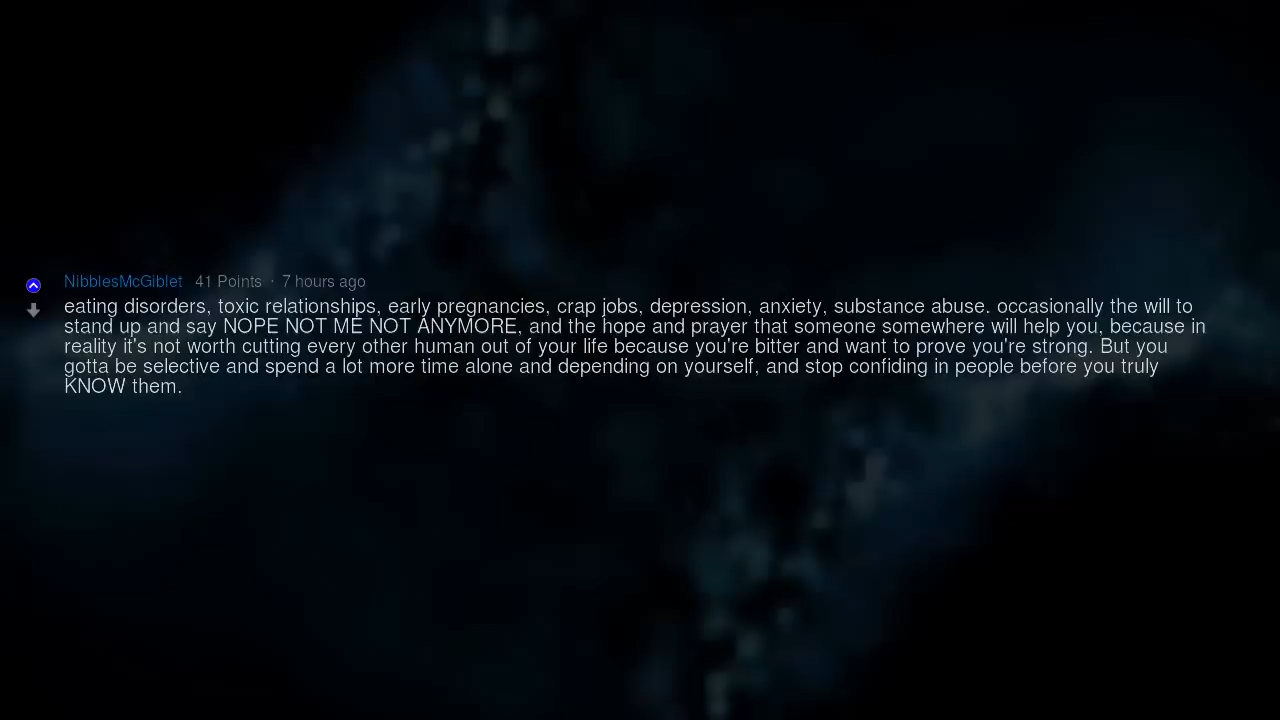 NibblesMcGiblet 41 Points · 7 hours ago
eating disorders, toxic relationships, early pregnancies, crap jobs, depression, anxiety, substance abuse. occasionally the will to
stand up and say NOPE NOT ME NOT ANYMORE, and the hope and prayer that someone somewhere will help you, because in
reality it's not worth cutting every other human out of your life because you're bitter and want to prove you're strong. But you
gotta be selective and spend a lot more time alone and depending on yourself, and stop confiding in people before you truly
KNOW them.